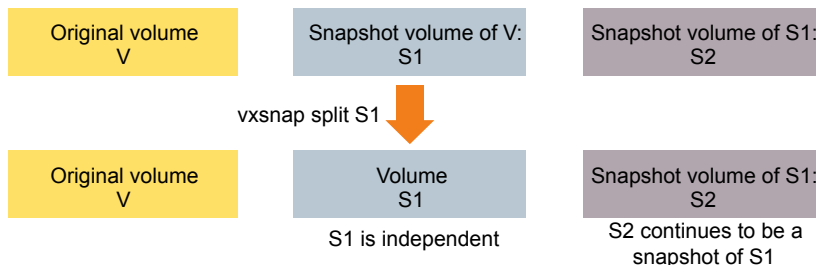 Original volume
V
Snapshot volume of V:
S1
Snapshot volume of S1:
S2
vxsnap split S1
Original volume
V
Volume
S1
Snapshot volume of S1:
S2
S1 is independent
S2 continues to be a
snapshot of S1